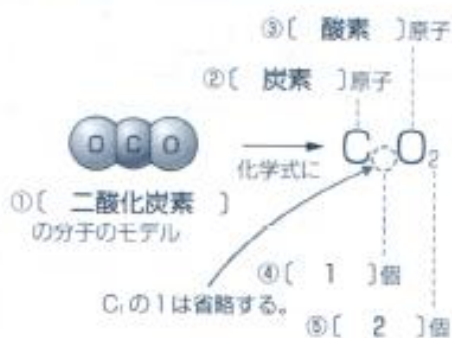 ③〔 酸素 〕原子
②〔 炭素 〕原子
O C O
化学式に
C O₂
①〔 二酸化炭素 〕
の分子のモデル
④〔 1 〕個
C₁の1は省略する。
⑤〔 2 〕個